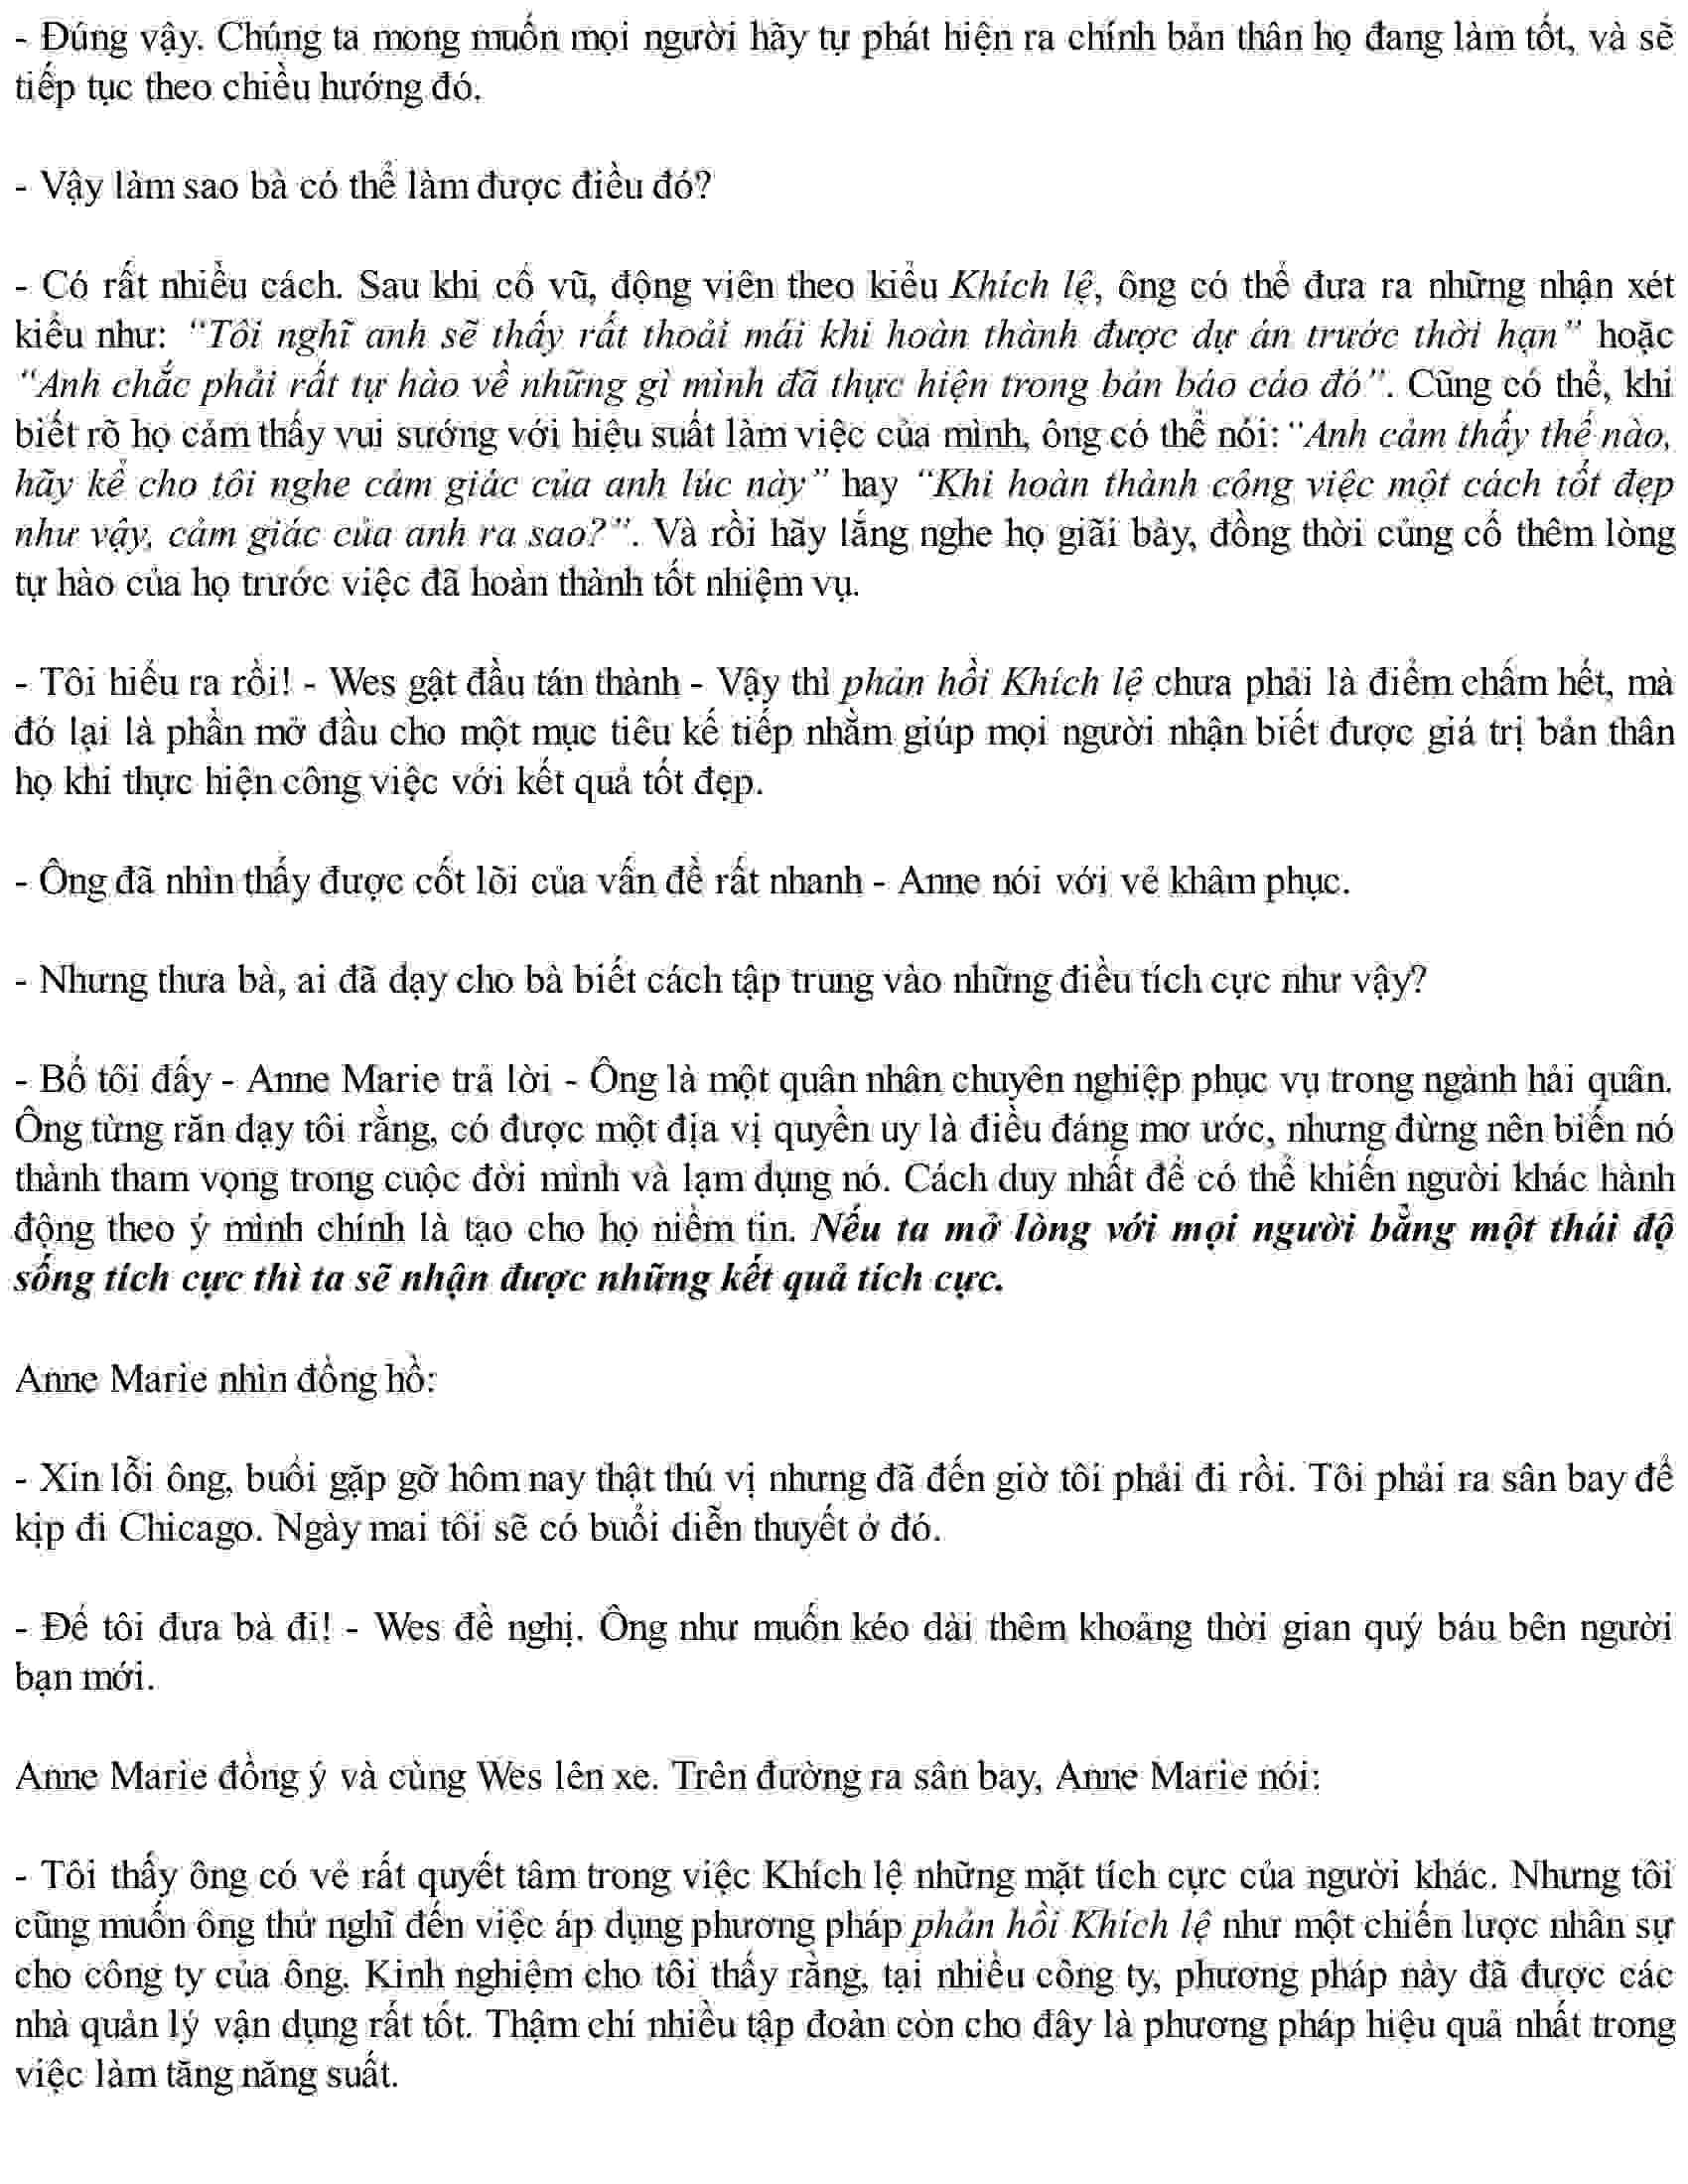 - Đúng vậy. Chúng ta mong muốn mọi người hãy tự phát hiện ra chính bản thân họ đang làm tốt, và sẽ
tiếp tục theo chiều hướng đó.
- Vậy làm sao bà có thể làm được điều đó?
- Có rất nhiều cách. Sau khi cổ vũ, động viên theo kiểu Khích lệ, ông có thể đưa ra những nhận xét
kiểu như: “Tôi nghĩ anh sẽ thấy rất thoải mái khi hoàn thành được dự án trước thời hạn” hoặc
“Anh chắc phải rất tự hào về những gì mình đã thực hiện trong bản báo cáo đó”. Cũng có thể, khi
biết rõ họ cảm thấy vui sướng với hiệu suất làm việc của mình, ông có thể nói: “Anh cảm thấy thế nào,
hãy kể cho tôi nghe cảm giác của anh lúc này” hay “Khi hoàn thành công việc một cách tốt đẹp
như vậy, cảm giác của anh ra sao?”. Và rồi hãy lắng nghe họ giãi bày, đồng thời củng cố thêm lòng
tự hào của họ trước việc đã hoàn thành tốt nhiệm vụ.
- Tôi hiểu ra rồi! - Wes gật đầu tán thành - Vậy thì phản hồi Khích lệ chưa phải là điểm chấm hết, mà
đó lại là phần mở đầu cho một mục tiêu kế tiếp nhằm giúp mọi người nhận biết được giá trị bản thân
họ khi thực hiện công việc với kết quả tốt đẹp.
- Ông đã nhìn thấy được cốt lõi của vấn đề rất nhanh - Anne nói với vẻ khâm phục.
- Nhưng thưa bà, ai đã dạy cho bà biết cách tập trung vào những điều tích cực như vậy?
- Bố tôi đấy - Anne Marie trả lời - Ông là một quân nhân chuyên nghiệp phục vụ trong ngành hải quân.
Ông từng răn dạy tôi rằng, có được một địa vị quyền uy là điều đáng mơ ước, nhưng đừng nên biến nó
thành tham vọng trong cuộc đời mình và lạm dụng nó. Cách duy nhất để có thể khiến người khác hành
động theo ý mình chính là tạo cho họ niềm tin. Nếu ta mở lòng với mọi người bằng một thái độ
sống tích cực thì ta sẽ nhận được những kết quả tích cực.
Anne Marie nhìn đồng hồ:
- Xin lỗi ông, buổi gặp gỡ hôm nay thật thú vị nhưng đã đến giờ tôi phải đi rồi. Tôi phải ra sân bay để
kịp đi Chicago. Ngày mai tôi sẽ có buổi diễn thuyết ở đó.
- Để tôi đưa bà đi! - Wes đề nghị. Ông như muốn kéo dài thêm khoảng thời gian quý báu bên người
bạn mới.
Anne Marie đồng ý và cùng Wes lên xe. Trên đường ra sân bay, Anne Marie nói:
- Tôi thấy ông có vẻ rất quyết tâm trong việc Khích lệ những mặt tích cực của người khác. Nhưng tôi
cũng muốn ông thử nghĩ đến việc áp dụng phương pháp phản hồi Khích lệ như một chiến lược nhân sự
cho công ty của ông. Kinh nghiệm cho tôi thấy rằng, tại nhiều công ty, phương pháp này đã được các
nhà quản lý vận dụng rất tốt. Thậm chí nhiều tập đoàn còn cho đây là phương pháp hiệu quả nhất trong
việc làm tăng năng suất.